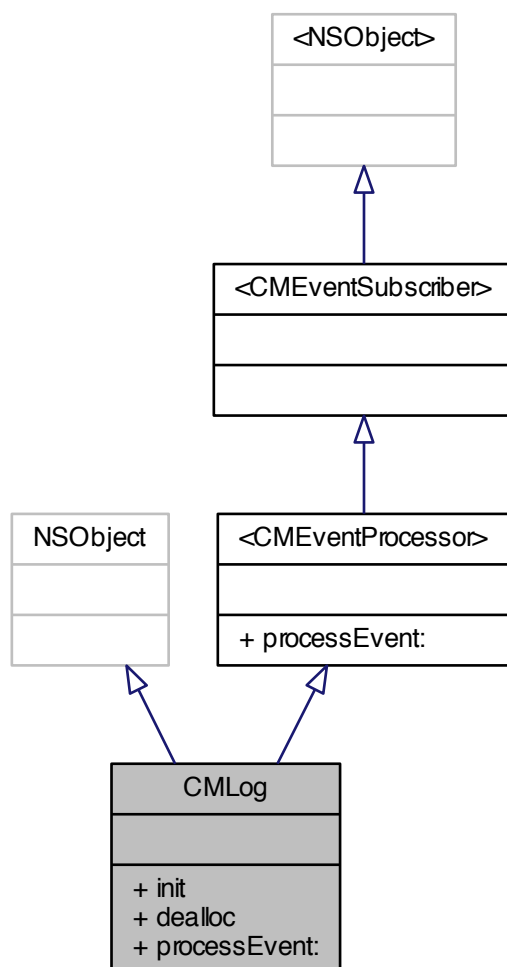 <NSObject>
<CMEventSubscriber>
NSObject
<CMEventProcessor>
+ processEvent:
CMLog
+ init
+ dealloc
+ processEvent: